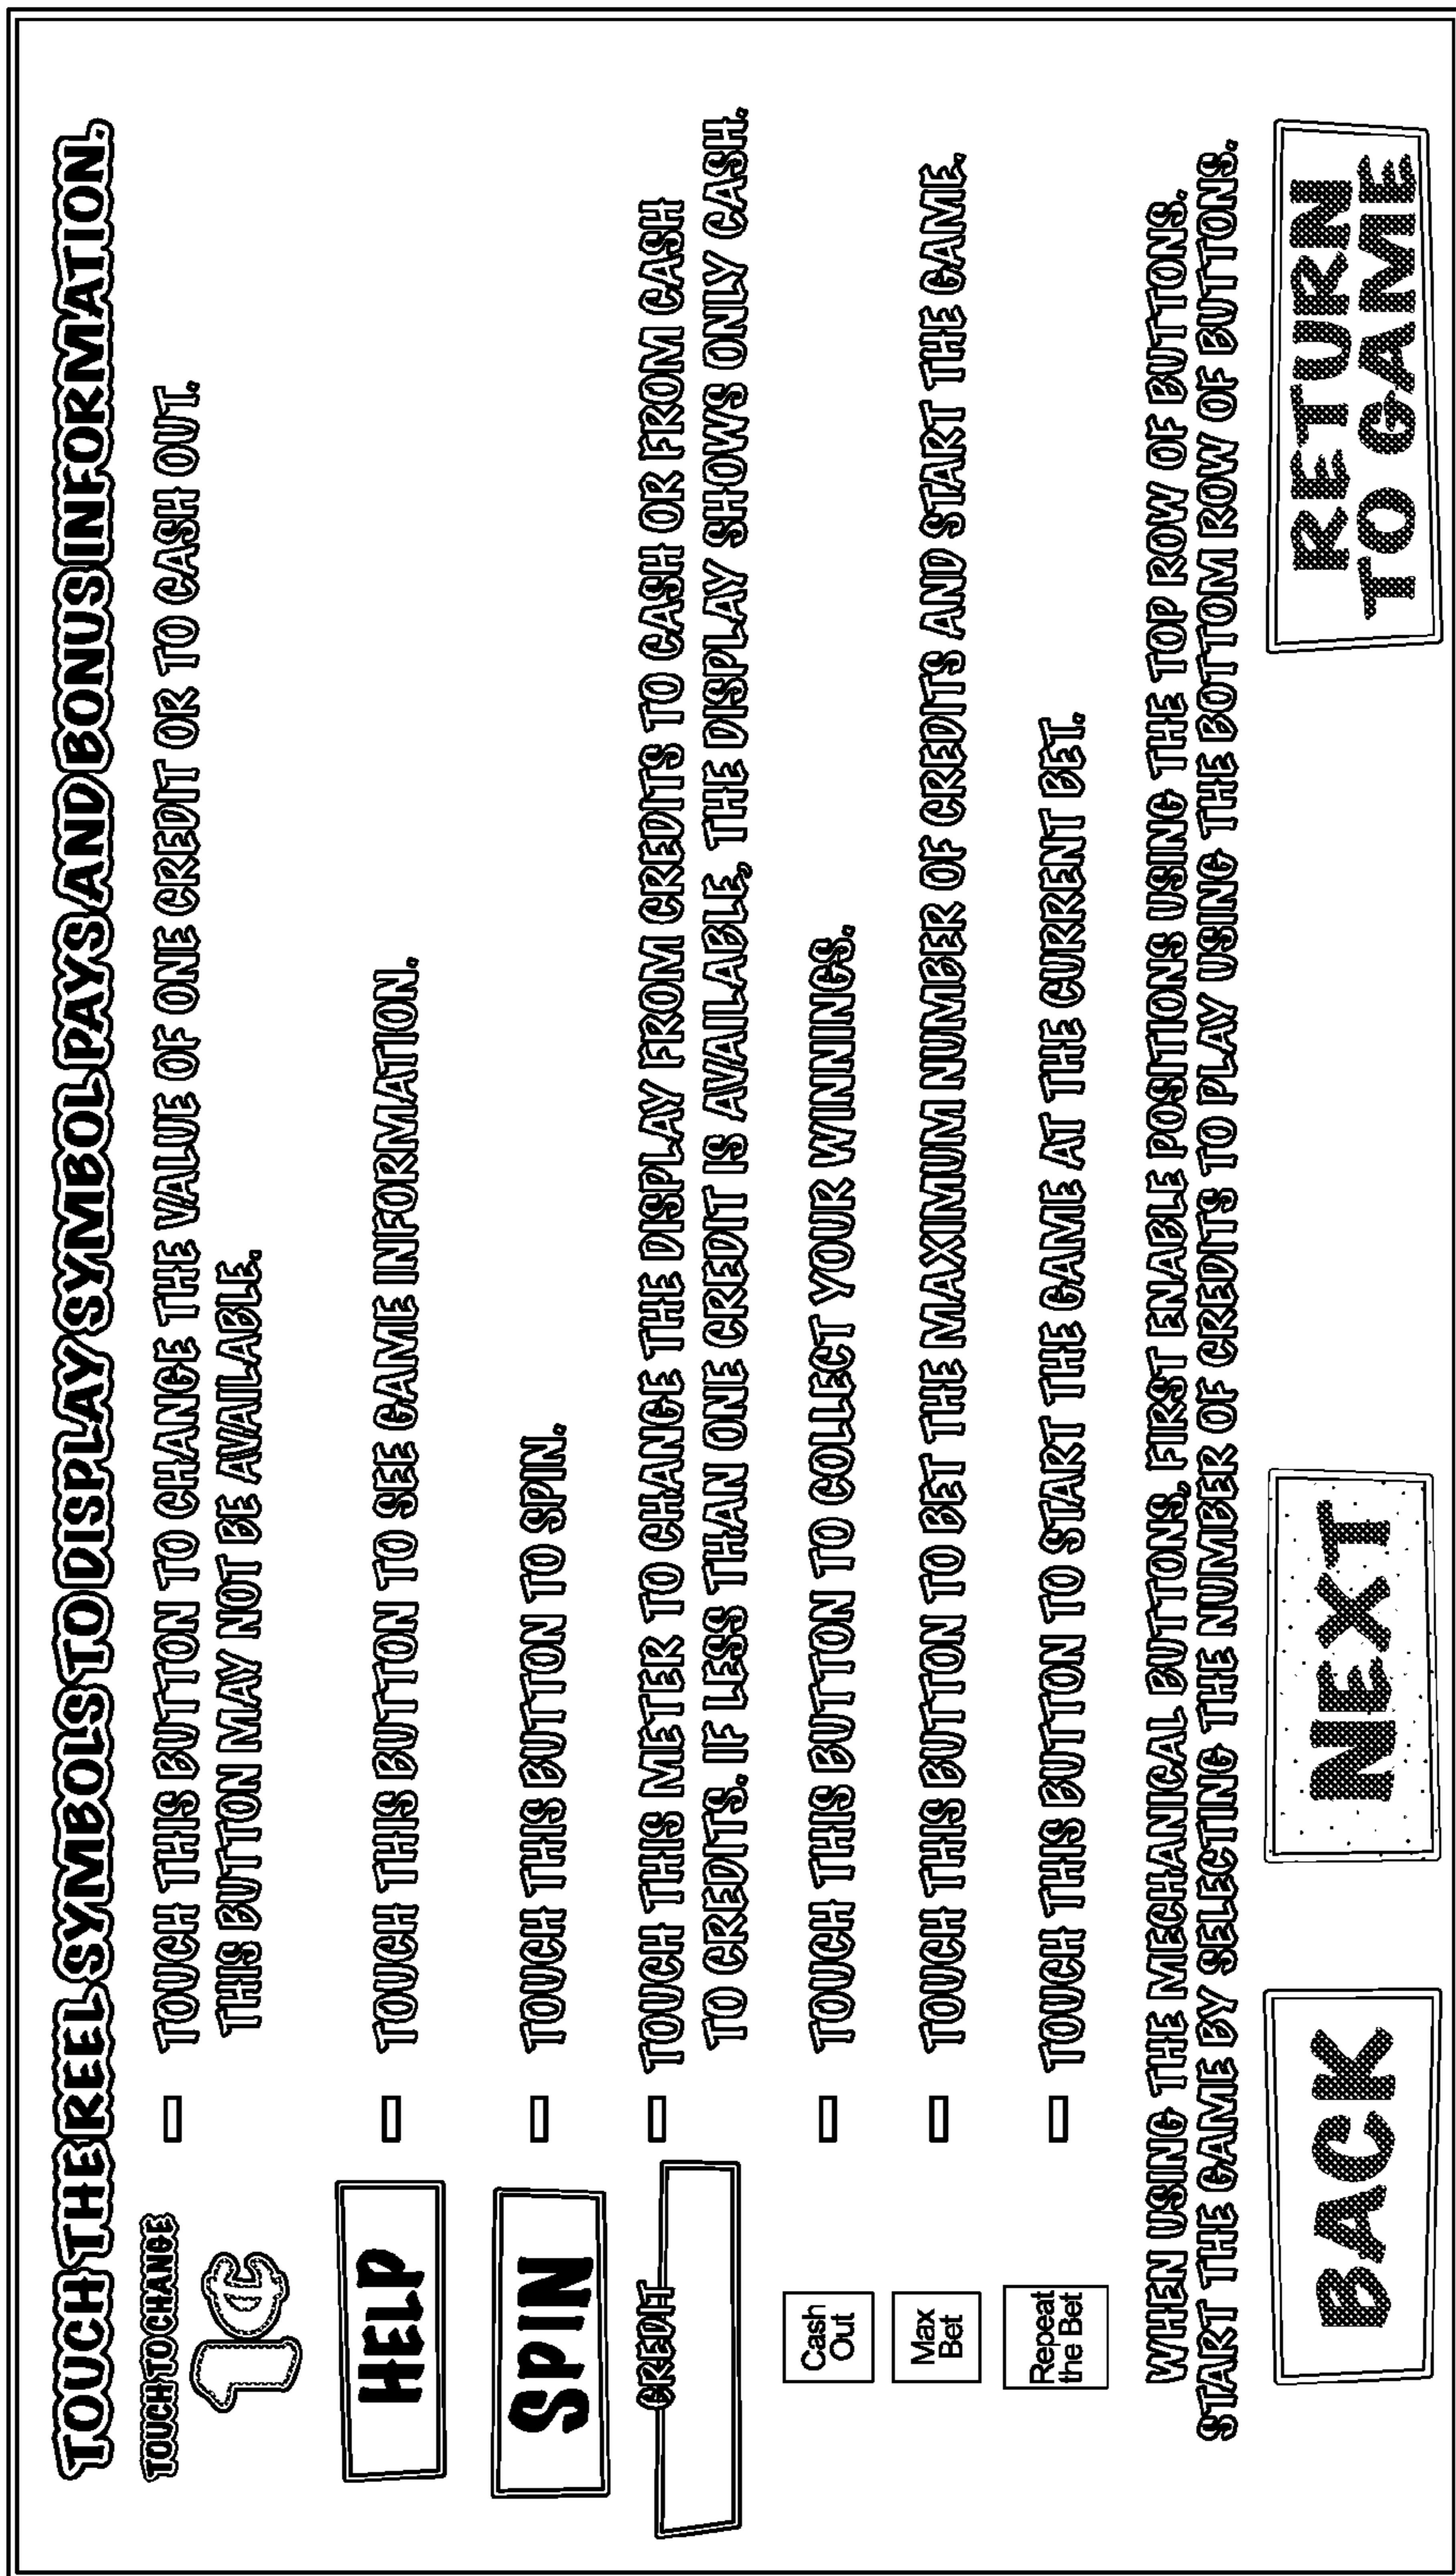 TOUCH THE REEL SYMBOLS TO DISPLAY SYMBOL PAYS AND BONUS INFORMATION.
TOUCH TO CHANGE
1¢
– TOUCH THIS BUTTON TO CHANGE THE VALUE OF ONE CREDIT OR TO CASH OUT.
THIS BUTTON MAY NOT BE AVAILABLE.
HELP – TOUCH THIS BUTTON TO SEE GAME INFORMATION.
SPIN – TOUCH THIS BUTTON TO SPIN.
CREDIT – TOUCH THIS METER TO CHANGE THE DISPLAY FROM CREDITS TO CASH OR FROM CASH
TO CREDITS. IF LESS THAN ONE CREDIT IS AVAILABLE, THE DISPLAY SHOWS ONLY CASH.
Cash
Out
– TOUCH THIS BUTTON TO COLLECT YOUR WINNINGS.
Max
Bet
– TOUCH THIS BUTTON TO BET THE MAXIMUM NUMBER OF CREDITS AND START THE GAME.
Repeat
the Bet
– TOUCH THIS BUTTON TO START THE GAME AT THE CURRENT BET.
WHEN USING THE MECHANICAL BUTTONS, FIRST ENABLE POSITIONS USING THE TOP ROW OF BUTTONS.
START THE GAME BY SELECTING THE NUMBER OF CREDITS TO PLAY USING THE BOTTOM ROW OF BUTTONS.
BACK
NEXT
RETURN
TO GAME